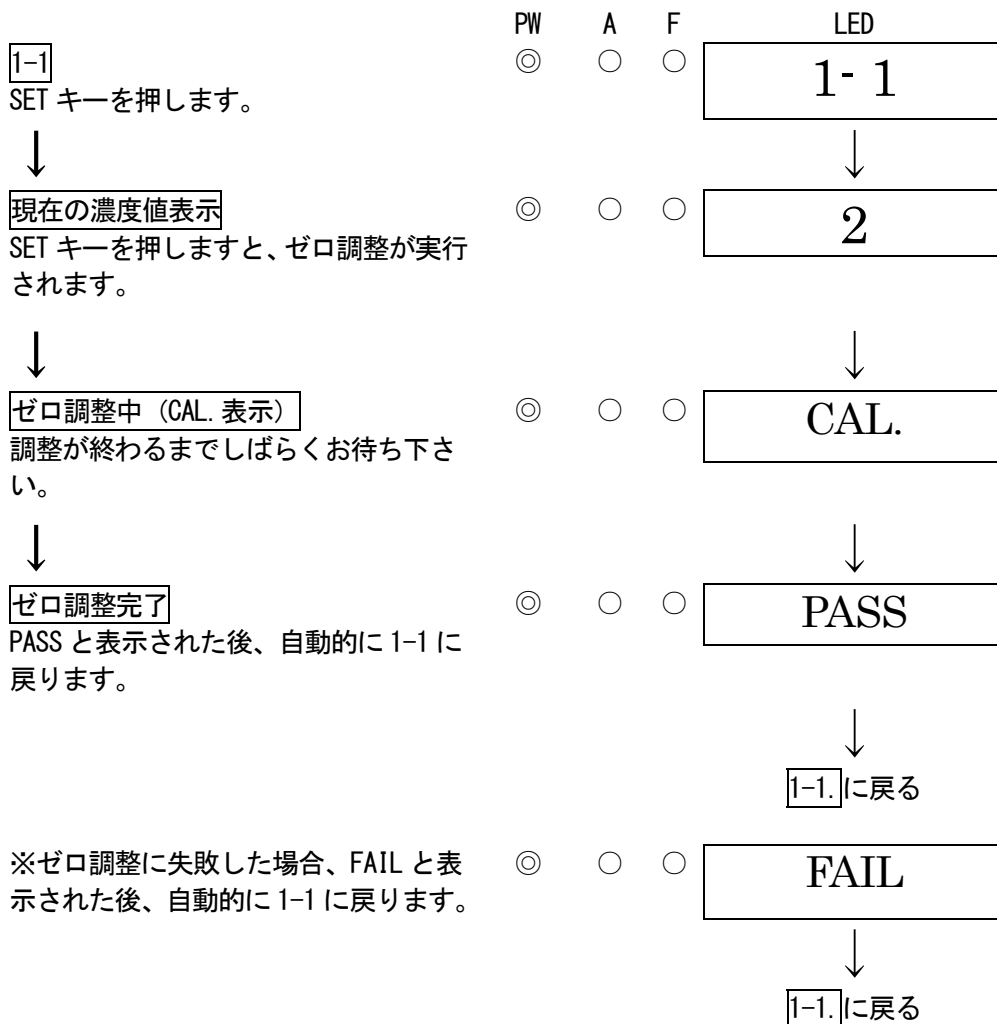 PW A F LED
1-1 ◎ ○ ○ 1- 1
SET キーを押します。
↓ ↓
現在の濃度値表示 ◎ ○ ○ 2
SET キーを押しますと、ゼロ調整が実行
されます。
↓ ↓
ゼロ調整中（CAL. 表示） ◎ ○ ○ CAL.
調整が終わるまでしばらくお待ち下さ
い。
↓ ↓
ゼロ調整完了 ◎ ○ ○ PASS
PASS と表示された後、自動的に 1-1 に
戻ります。
↓
1-1. に戻る
※ゼロ調整に失敗した場合、FAIL と表 ◎ ○ ○ FAIL
示された後、自動的に 1-1 に戻ります。
↓
1-1. に戻る